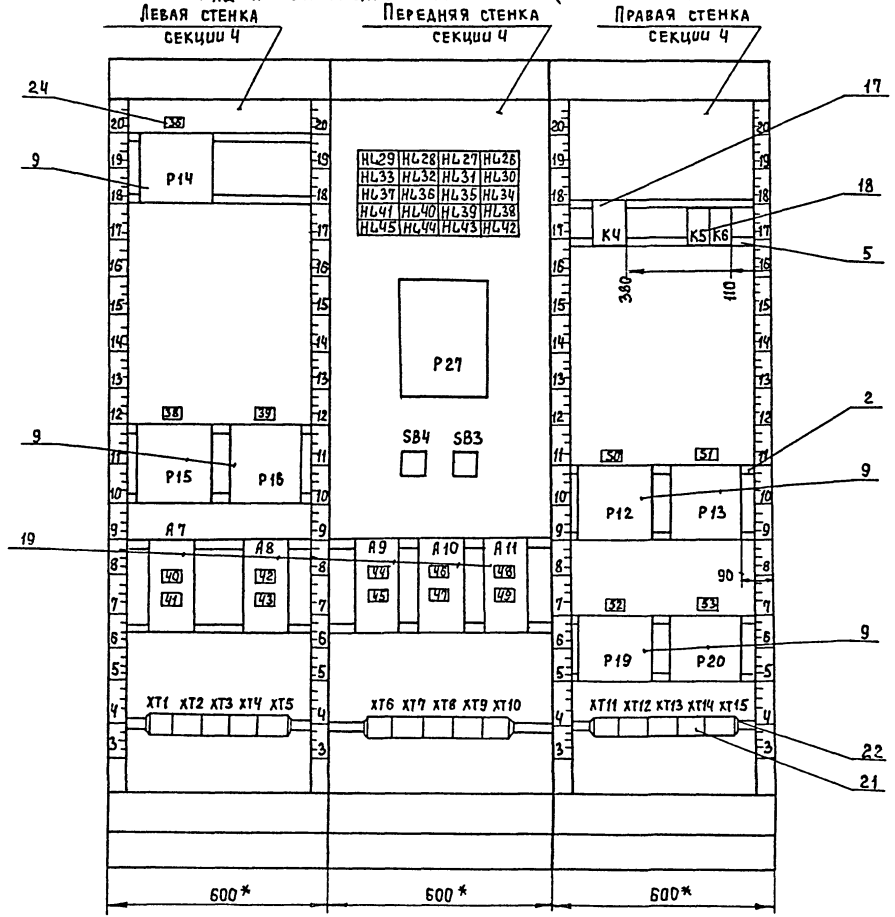 ЛЕВАЯ СТЕНКА
СЕКЦИИ 4
ПЕРЕДНЯЯ СТЕНКА
СЕКЦИИ 4
ПРАВАЯ СТЕНКА
СЕКЦИИ 4
24
9
9
19
17
18
5
2
9
9
22
21
20 19 18 17 16 15 14 13 12 11 10 9 8 7 6 5 4 3
20 19 18 17 16 15 14 13 12 11 10 9 8 7 6 5 4 3
20 19 18 17 16 15 14 13 12 11 10 9 8 7 6 5 4 3
20 19 18 17 16 15 14 13 12 11 10 9 8 7 6 5 4 3
36
P14
38 39
P15 P16
A7 A8
40 42
41 43
XT1 XT2 XT3 XT4 XT5
HL29 HL28 HL27 HL26
HL33 HL32 HL31 HL30
HL37 HL36 HL35 HL34
HL41 HL40 HL39 HL38
HL45 HL44 HL43 HL42
P27
SB4 SB3
A9 A10 A11
44 46 48
45 47 49
XT6 XT7 XT8 XT9 XT10
K4 K5 K6
380 110
50 51
P12 P13
90
52 53
P19 P20
XT11 XT12 XT13 XT14 XT15
600* 600* 600*